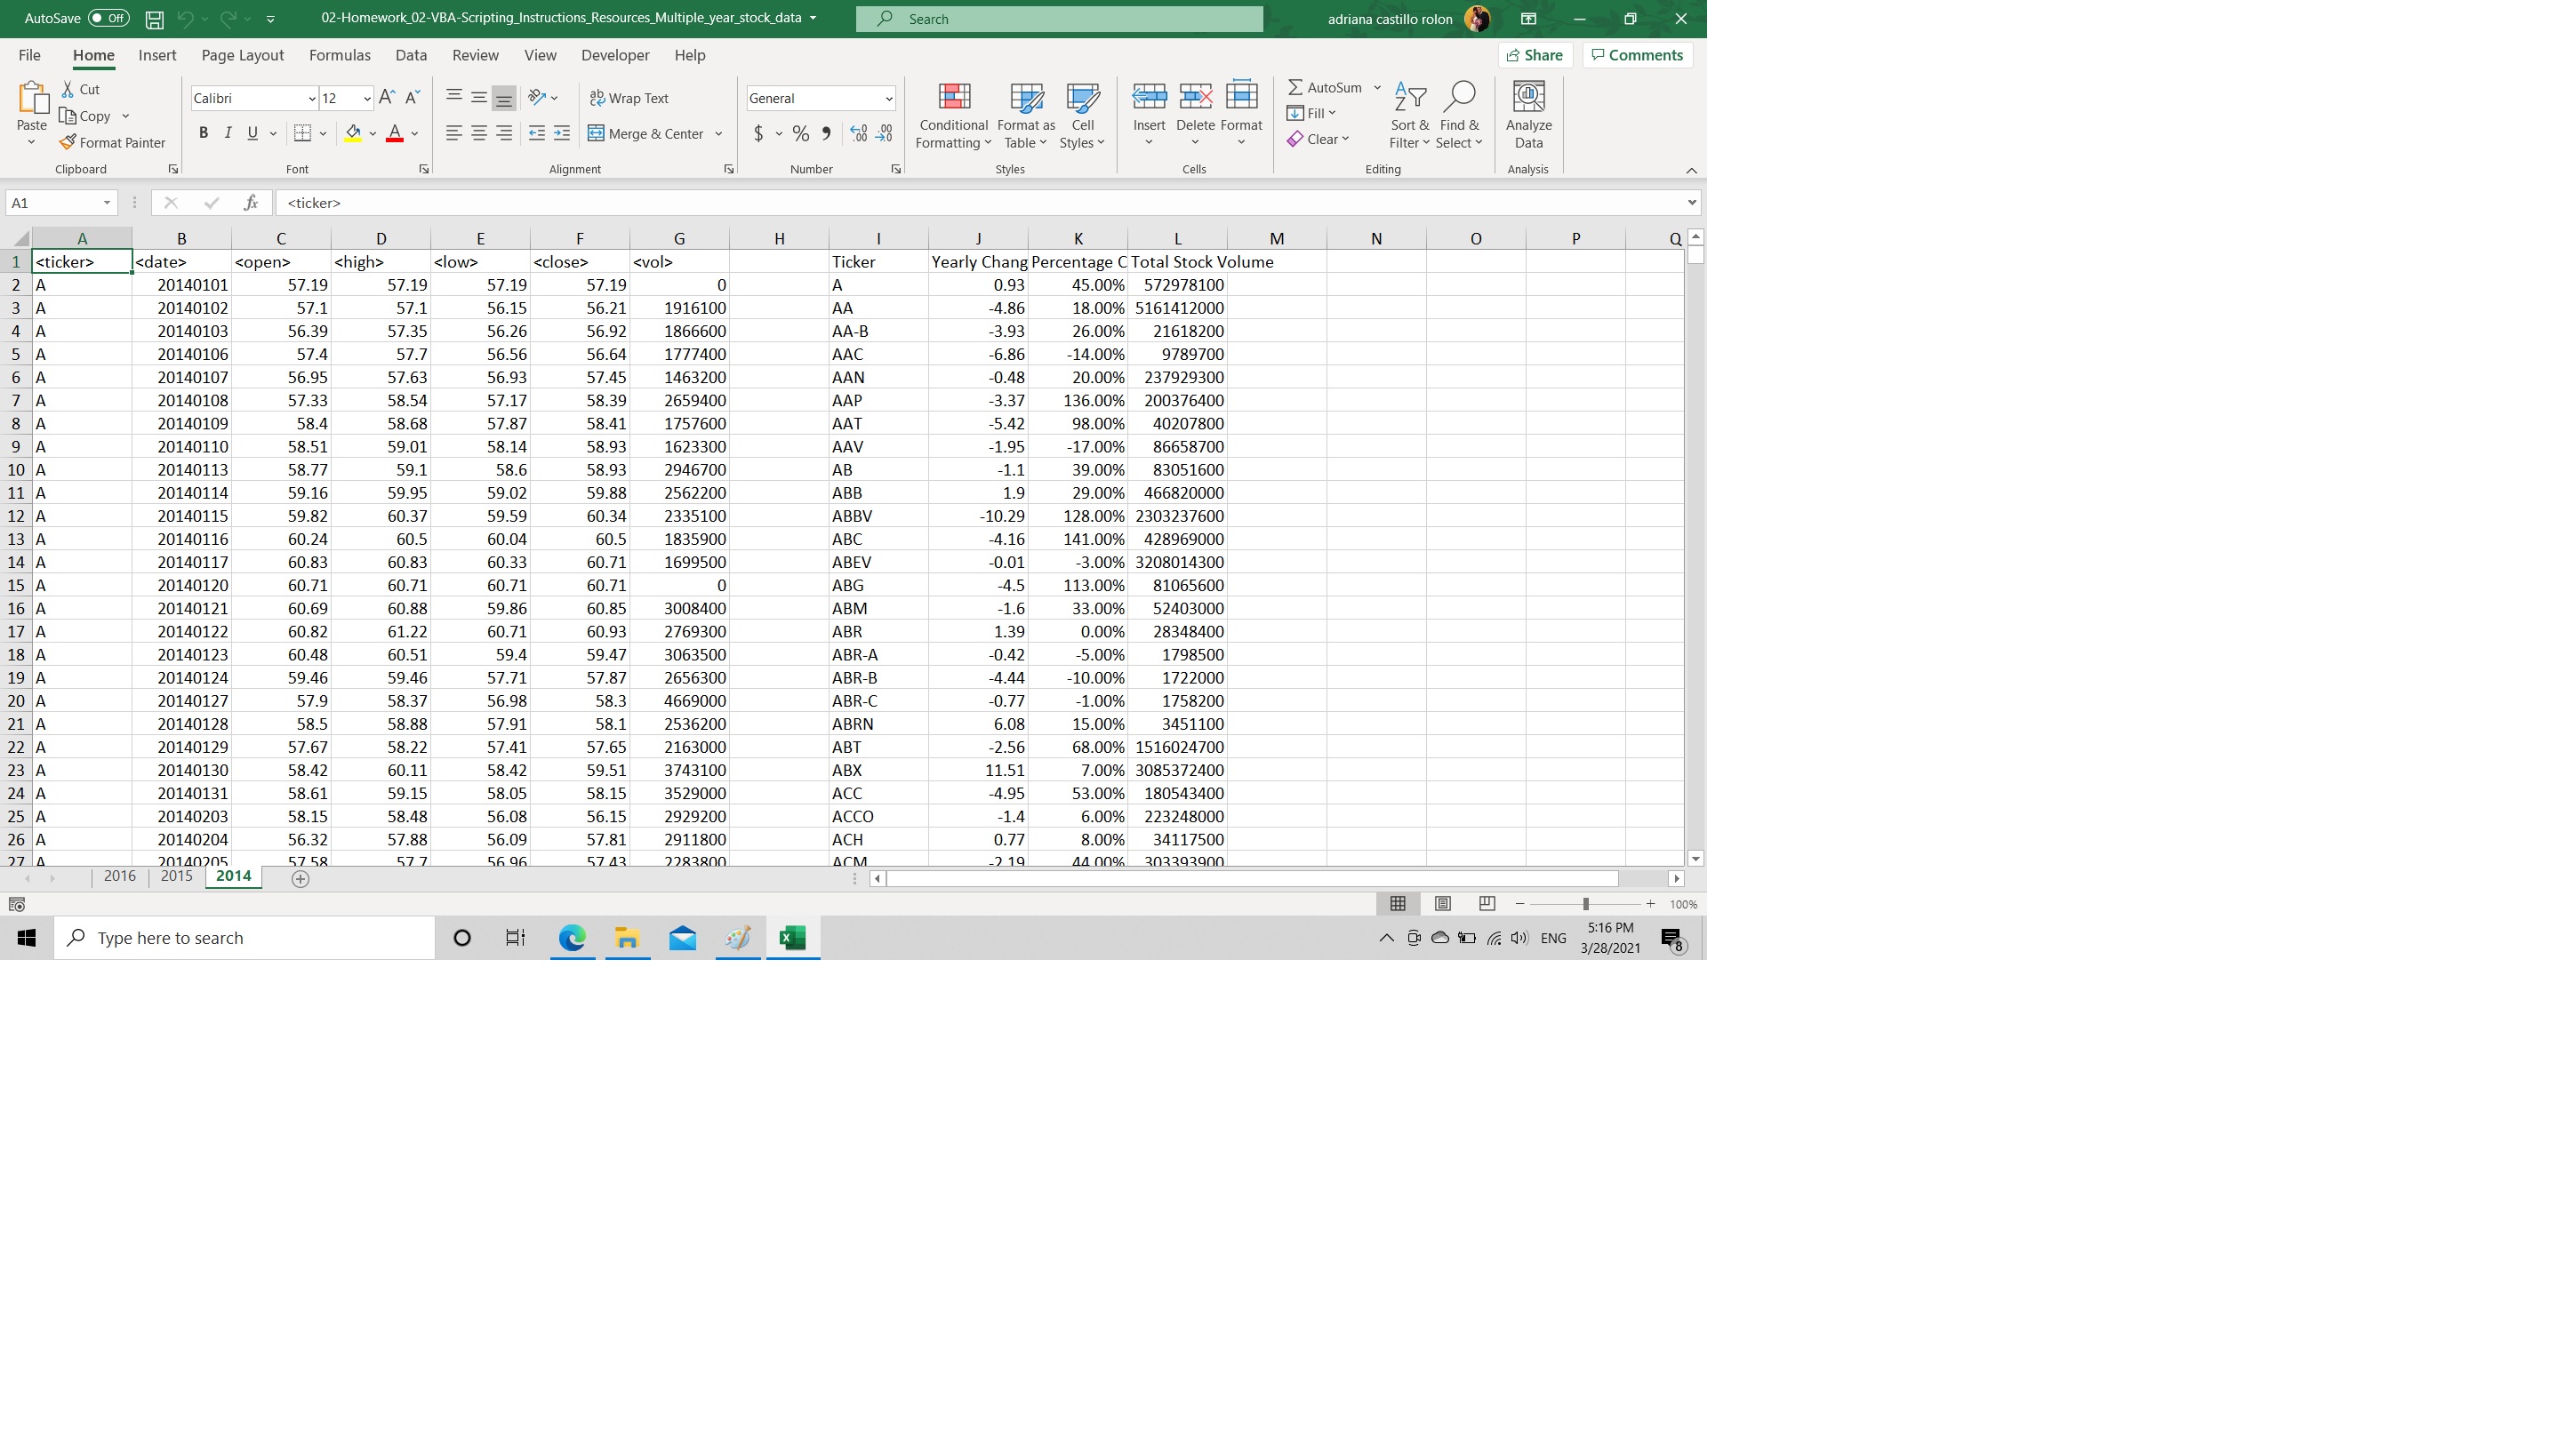 AutoSave Off 02-Homework_02-VBA-Scripting_Instructions_Resources_Multiple_year_stock_data Search adriana castillo rolon
File Home Insert Page Layout Formulas Data Review View Developer Help Share Comments
Paste Cut Copy Format Painter Clipboard
Calibri 12 B I U Font
Wrap Text Merge & Center Alignment
General $ % Number
Conditional Formatting Format as Table Cell Styles Styles
Insert Delete Format Cells
AutoSum Fill Clear Sort & Filter Find & Select Editing
Analyze Data Analysis
A1 fx <ticker>
A B C D E F G H I J K L M N O P Q
1 <ticker> <date> <open> <high> <low> <close> <vol> Ticker Yearly Chang Percentage C Total Stock Volume
2 A 20140101 57.19 57.19 57.19 57.19 0 A 0.93 45.00% 572978100
3 A 20140102 57.1 57.1 56.15 56.21 1916100 AA -4.86 18.00% 5161412000
4 A 20140103 56.39 57.35 56.26 56.92 1866600 AA-B -3.93 26.00% 21618200
5 A 20140106 57.4 57.7 56.56 56.64 1777400 AAC -6.86 -14.00% 9789700
6 A 20140107 56.95 57.63 56.93 57.45 1463200 AAN -0.48 20.00% 237929300
7 A 20140108 57.33 58.54 57.17 58.39 2659400 AAP -3.37 136.00% 200376400
8 A 20140109 58.4 58.68 57.87 58.41 1757600 AAT -5.42 98.00% 40207800
9 A 20140110 58.51 59.01 58.14 58.93 1623300 AAV -1.95 -17.00% 86658700
10 A 20140113 58.77 59.1 58.6 58.93 2946700 AB -1.1 39.00% 83051600
11 A 20140114 59.16 59.95 59.02 59.88 2562200 ABB 1.9 29.00% 466820000
12 A 20140115 59.82 60.37 59.59 60.34 2335100 ABBV -10.29 128.00% 2303237600
13 A 20140116 60.24 60.5 60.04 60.5 1835900 ABC -4.16 141.00% 428969000
14 A 20140117 60.83 60.83 60.33 60.71 1699500 ABEV -0.01 -3.00% 3208014300
15 A 20140120 60.71 60.71 60.71 60.71 0 ABG -4.5 113.00% 81065600
16 A 20140121 60.69 60.88 59.86 60.85 3008400 ABM -1.6 33.00% 52403000
17 A 20140122 60.82 61.22 60.71 60.93 2769300 ABR 1.39 0.00% 28348400
18 A 20140123 60.48 60.51 59.4 59.47 3063500 ABR-A -0.42 -5.00% 1798500
19 A 20140124 59.46 59.46 57.71 57.87 2656300 ABR-B -4.44 -10.00% 1722000
20 A 20140127 57.9 58.37 56.98 58.3 4669000 ABR-C -0.77 -1.00% 1758200
21 A 20140128 58.5 58.88 57.91 58.1 2536200 ABRN 6.08 15.00% 3451100
22 A 20140129 57.67 58.22 57.41 57.65 2163000 ABT -2.56 68.00% 1516024700
23 A 20140130 58.42 60.11 58.42 59.51 3743100 ABX 11.51 7.00% 3085372400
24 A 20140131 58.61 59.15 58.05 58.15 3529000 ACC -4.95 53.00% 180543400
25 A 20140203 58.15 58.48 56.08 56.15 2929200 ACCO -1.4 6.00% 223248000
26 A 20140204 56.32 57.88 56.09 57.81 2911800 ACH 0.77 8.00% 34117500
27 A 20140205 57.58 57.7 56.96 57.43 2283800 ACM -2.19 44.00% 303393900
2016 2015 2014
100%
Type here to search ENG 5:16 PM
3/28/2021 8